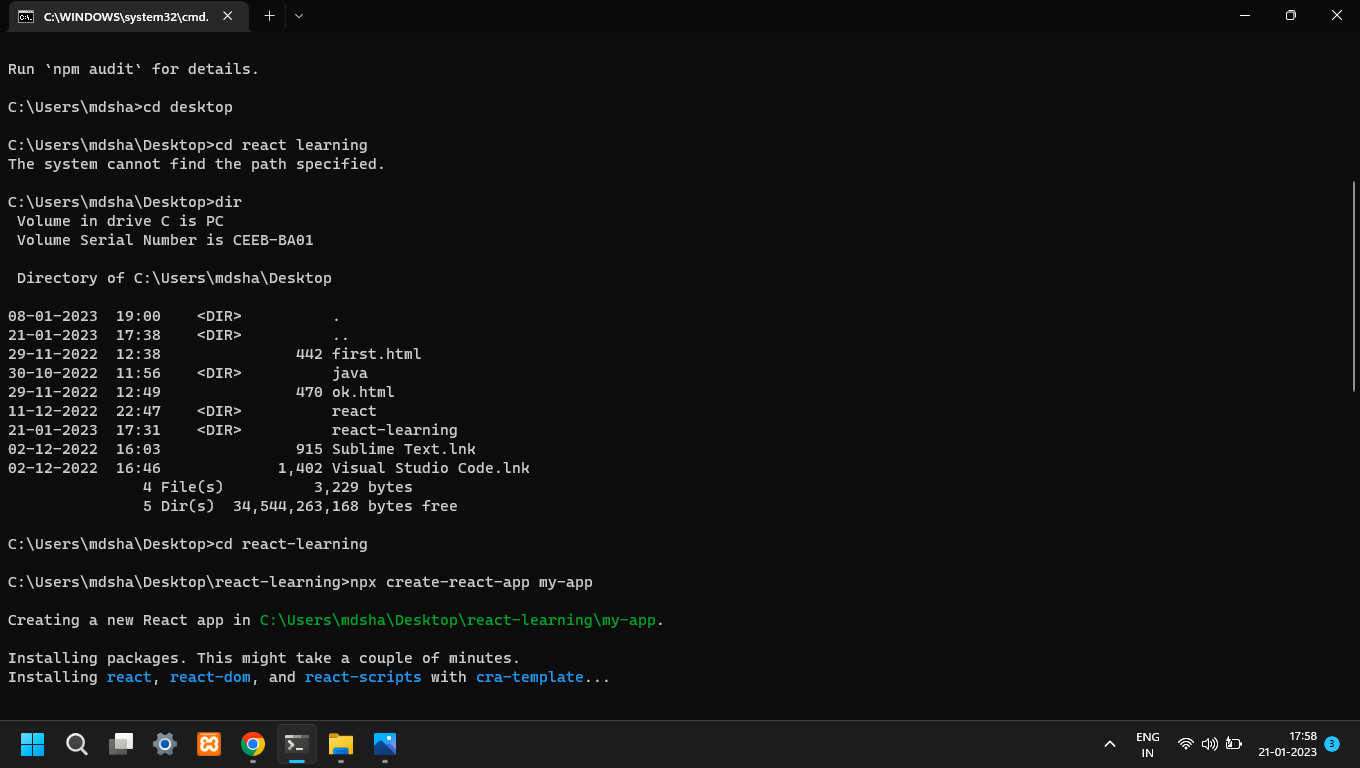 C:\WINDOWS\system32\cmd.
Run `npm audit` for details.
C:\Users\mdsha>cd desktop
C:\Users\mdsha\Desktop>cd react learning
The system cannot find the path specified.
C:\Users\mdsha\Desktop>dir
Volume in drive C is PC
Volume Serial Number is CEEB-BA01
Directory of C:\Users\mdsha\Desktop
08-01-2023  19:00    <DIR>          .
21-01-2023  17:38    <DIR>          ..
29-11-2022  12:38               442 first.html
30-10-2022  11:56    <DIR>          java
29-11-2022  12:49               470 ok.html
11-12-2022  22:47    <DIR>          react
21-01-2023  17:31    <DIR>          react-learning
02-12-2022  16:03               915 Sublime Text.lnk
02-12-2022  16:46             1,402 Visual Studio Code.lnk
4 File(s)          3,229 bytes
5 Dir(s)  34,544,263,168 bytes free
C:\Users\mdsha\Desktop>cd react-learning
C:\Users\mdsha\Desktop\react-learning>npx create-react-app my-app
Creating a new React app in C:\Users\mdsha\Desktop\react-learning\my-app.
Installing packages. This might take a couple of minutes.
Installing react, react-dom, and react-scripts with cra-template...
ENG
IN
17:58
21-01-2023
3